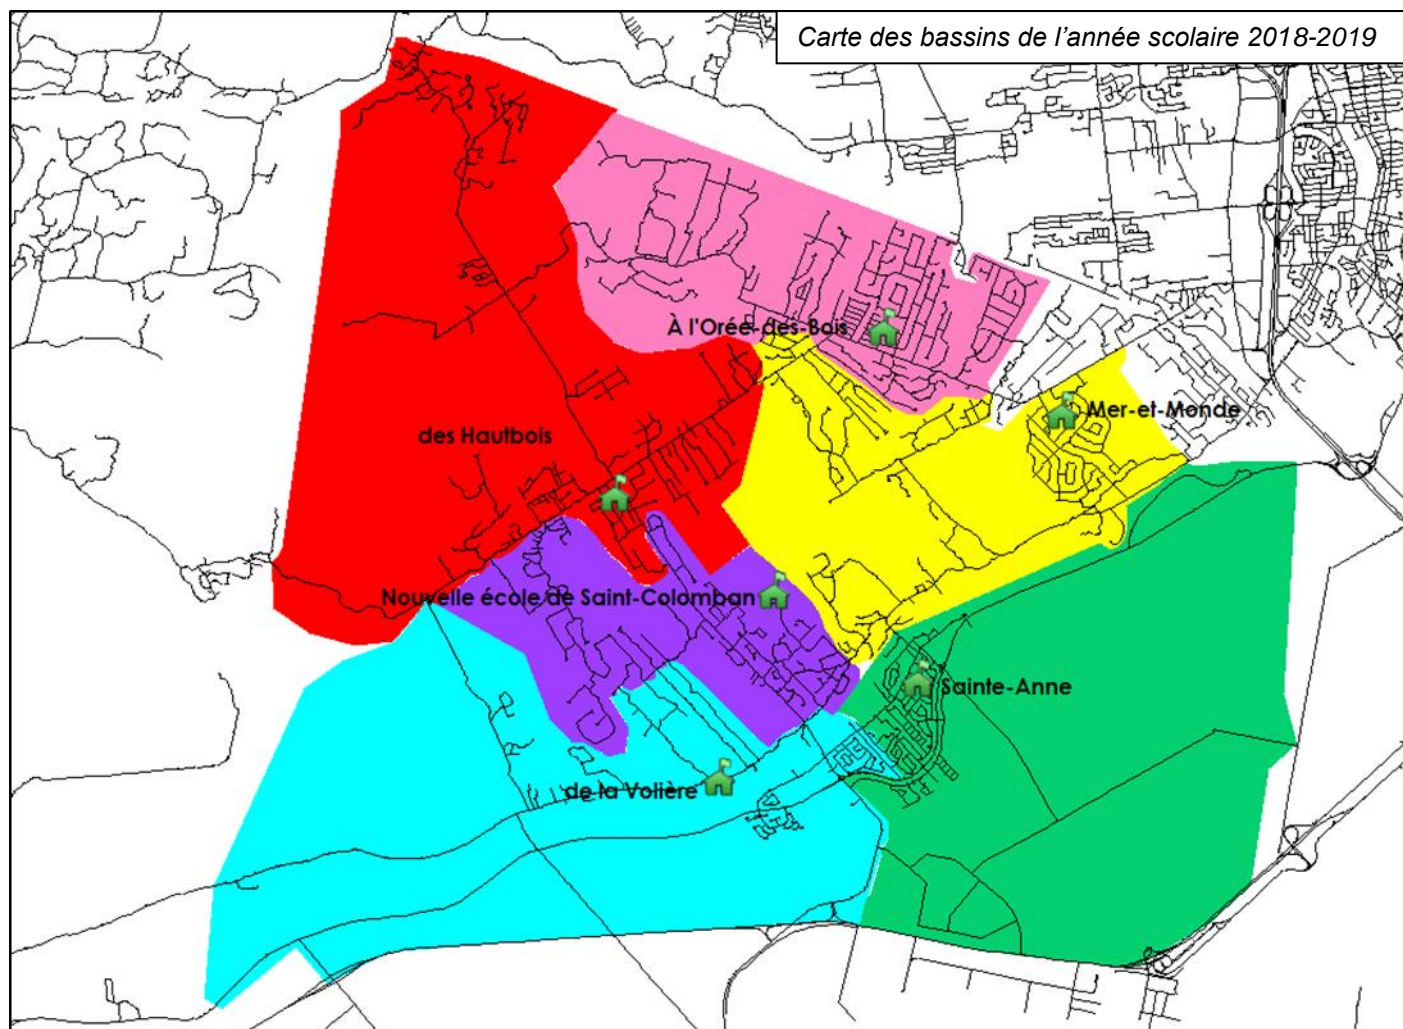 Carte des bassins de l’année scolaire 2018-2019
À l'Orée-des-Bois
Mer-et-Monde
des Hautbois
Nouvelle école de Saint-Colomban
Sainte-Anne
de la Volière